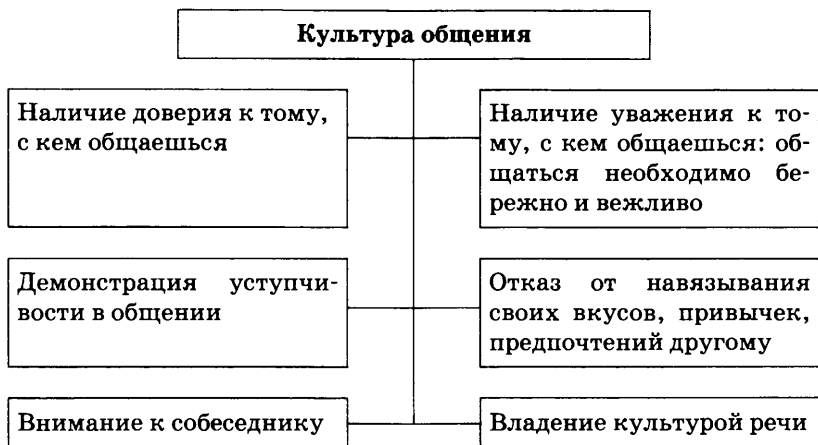 Культура общения
Наличие доверия к тому,
с кем общаешься
Наличие уважения к то-
му, с кем общаешься: об-
щаться необходимо бе-
режно и вежливо
Демонстрация уступчи-
вости в общении
Отказ от навязывания
своих вкусов, привычек,
предпочтений другому
Внимание к собеседнику
Владение культурой речи